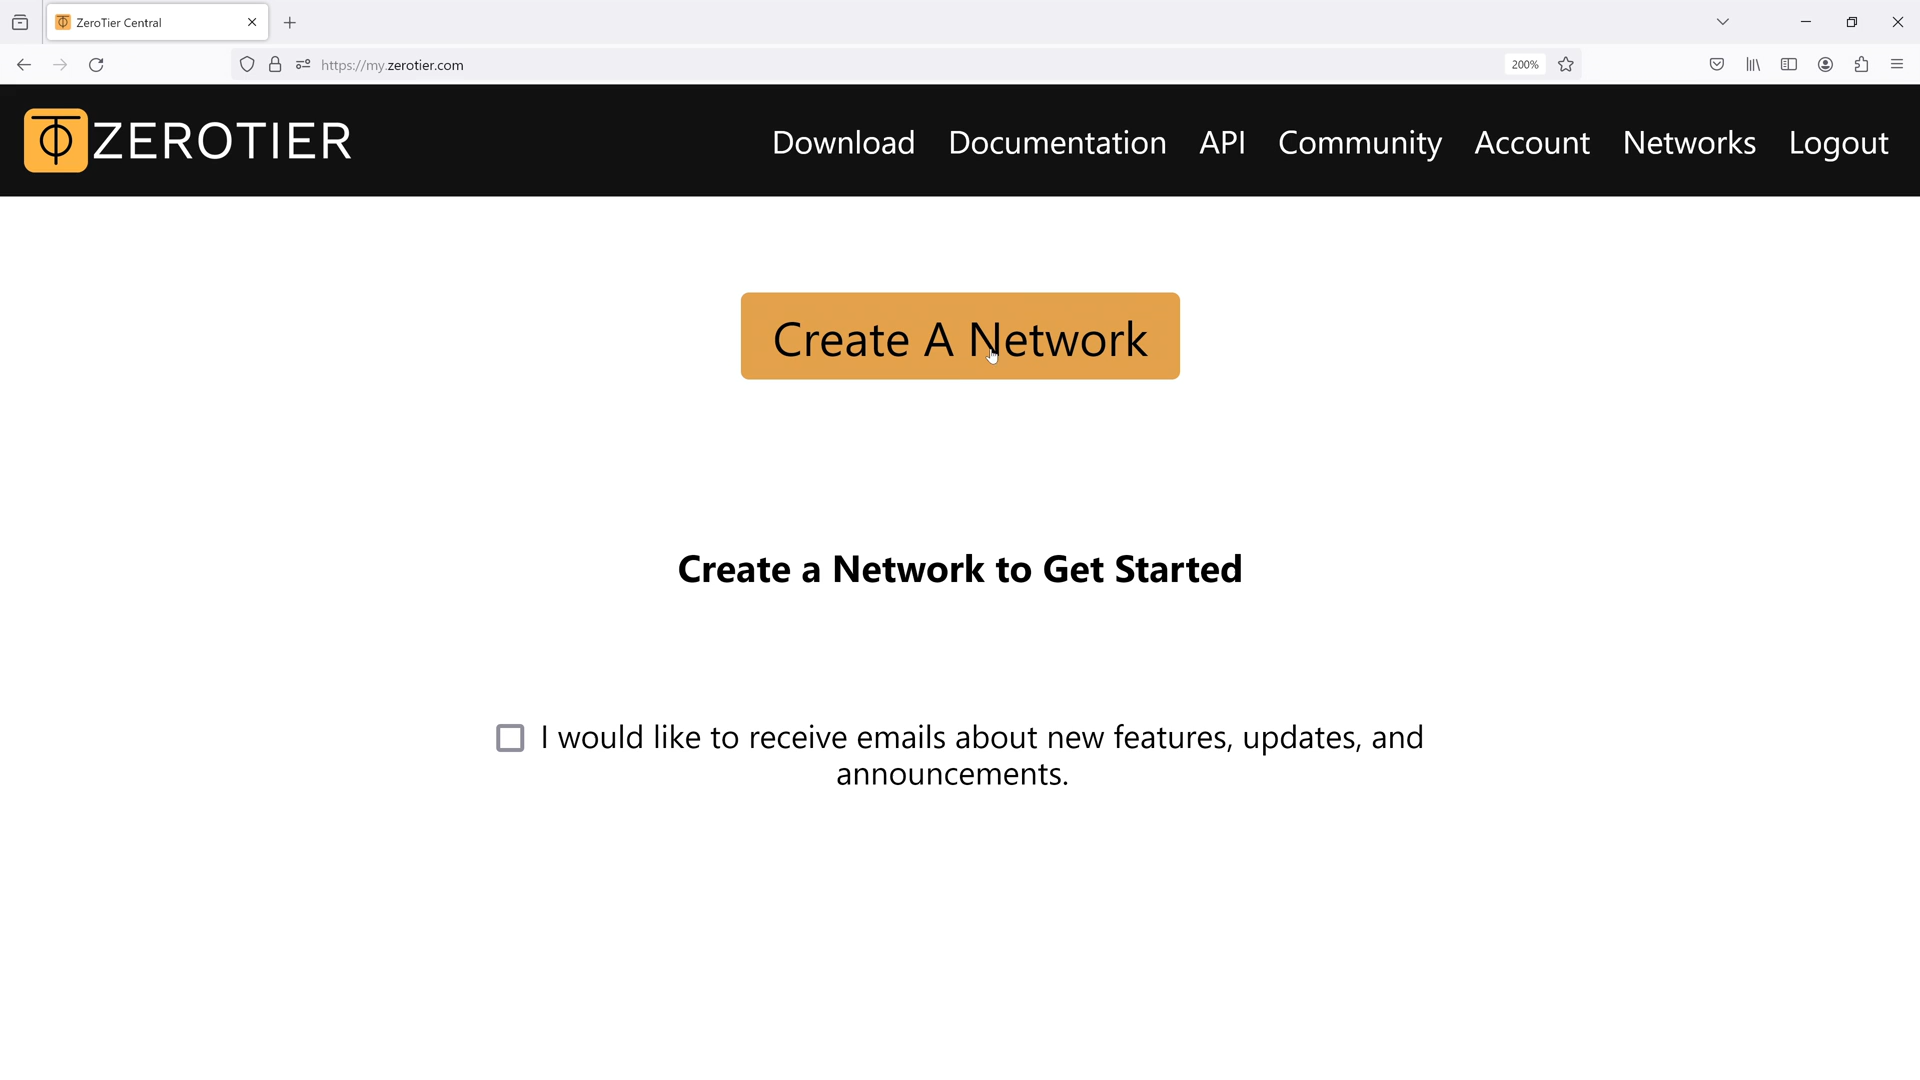 ZeroTier Central
https://my.zerotier.com
200%
ZEROTIER
Download Documentation API Community Account Networks Logout
Create A Network
Create a Network to Get Started
I would like to receive emails about new features, updates, and
announcements.